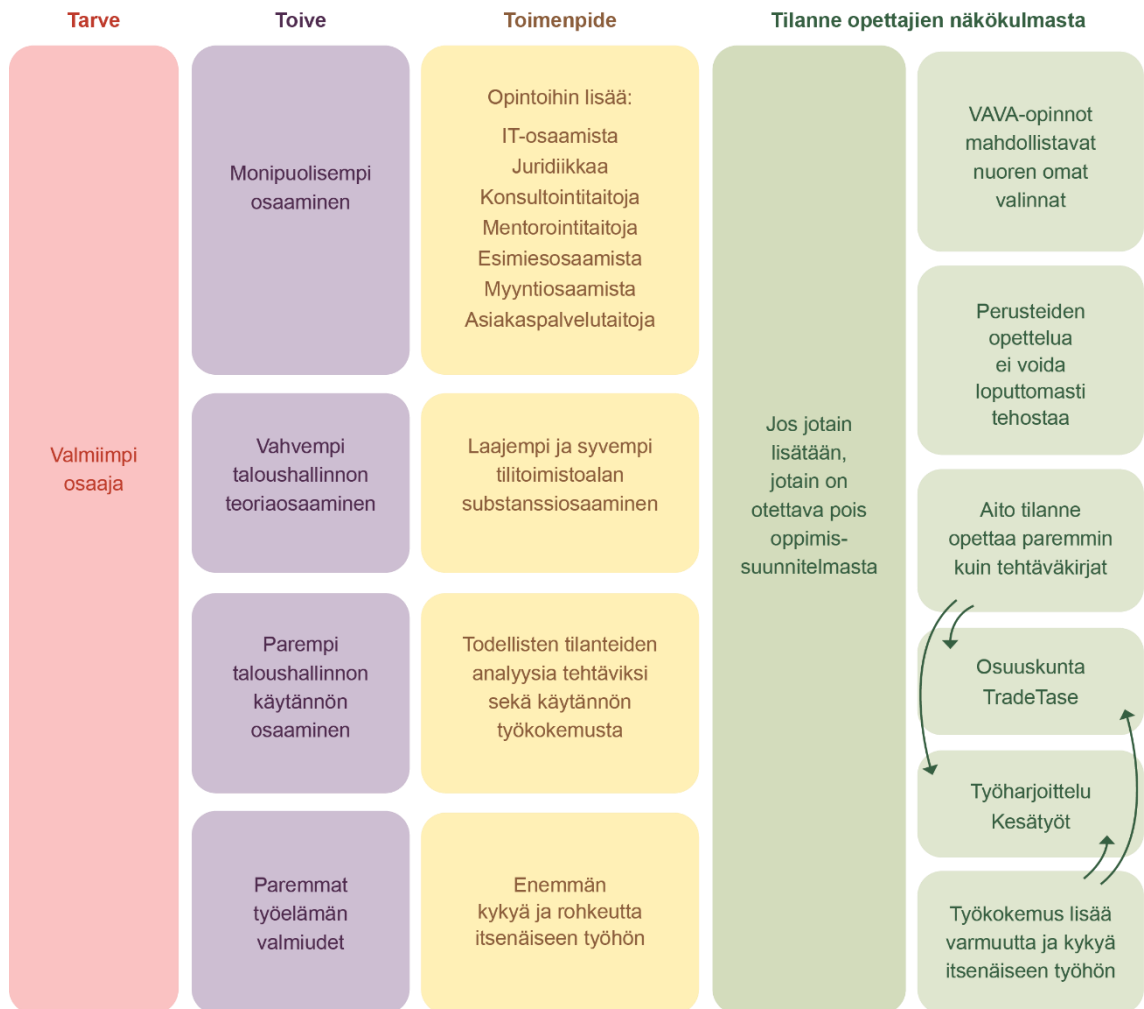 Tarve
Toive
Toimenpide
Tilanne opettajien näkökulmasta
Valmiimpi
osaaja
Monipuolisempi
osaaminen
Vahvempi
taloushallinnon
teoriaosaaminen
Parempi
taloushallinnon
käytännön
osaaminen
Paremmat
työelämän
valmiudet
Opintoihin lisää:
IT-osaamista
Juridiikkaa
Konsultointitaitoja
Mentorointitaitoja
Esimiesosaamista
Myyntiosaamista
Asiakaspalvelutaitoja
Laajempi ja syvempi
tilitoimistoalan
substanssiosaaminen
Todellisten tilanteiden
analyysia tehtäviksi
sekä käytännön
työkokemusta
Enemmän
kykyä ja rohkeutta
itsenäiseen työhön
Jos jotain
lisätään,
jotain on
otettava pois
oppimis-
suunnitelmasta
VAVA-opinnot
mahdollistavat
nuoren omat
valinnat
Perusteiden
opettelua
ei voida
loputtomasti
tehostaa
Aito tilanne
opettaa paremmin
kuin tehtäväkirjat
Osuuskunta
TradeTase
Työharjoittelu
Kesätyöt
Työkokemus lisää
varmuutta ja kykyä
itsenäiseen työhön